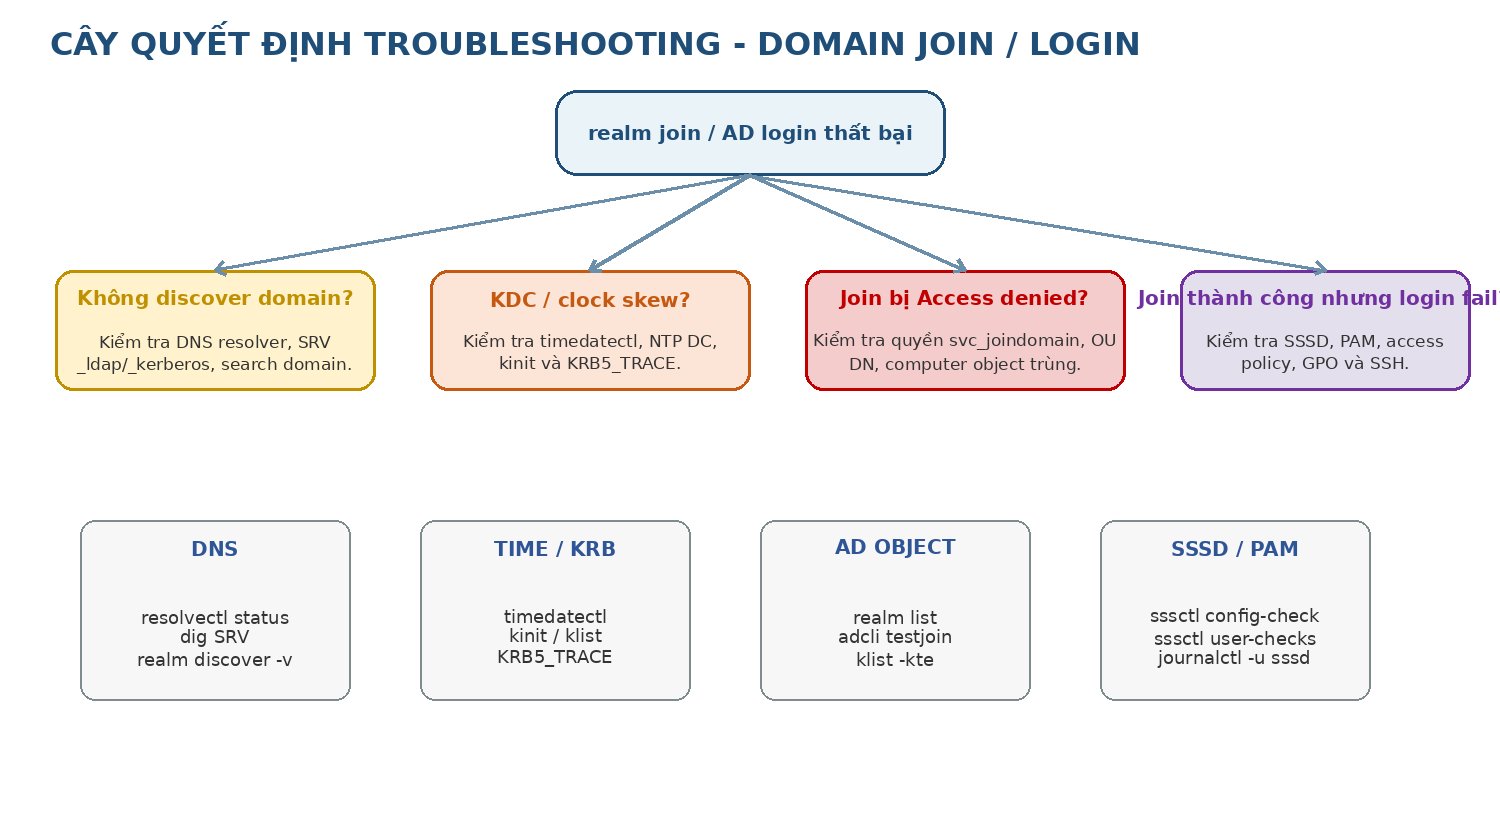 CÂY QUYẾT ĐỊNH TROUBLESHOOTING - DOMAIN JOIN / LOGIN
realm join / AD login thất bại
Không discover domain?
Kiểm tra DNS resolver, SRV
_ldap/_kerberos, search domain.
KDC / clock skew?
Kiểm tra timedatectl, NTP DC,
kinit và KRB5_TRACE.
Join bị Access denied?
Kiểm tra quyền svc_joindomain, OU
DN, computer object trùng.
Join thành công nhưng login fail?
Kiểm tra SSSD, PAM, access
policy, GPO và SSH.
DNS
resolvectl status
dig SRV
realm discover -v
TIME / KRB
timedatectl
kinit / klist
KRB5_TRACE
AD OBJECT
realm list
adcli testjoin
klist -kte
SSSD / PAM
sssctl config-check
sssctl user-checks
journalctl -u sssd